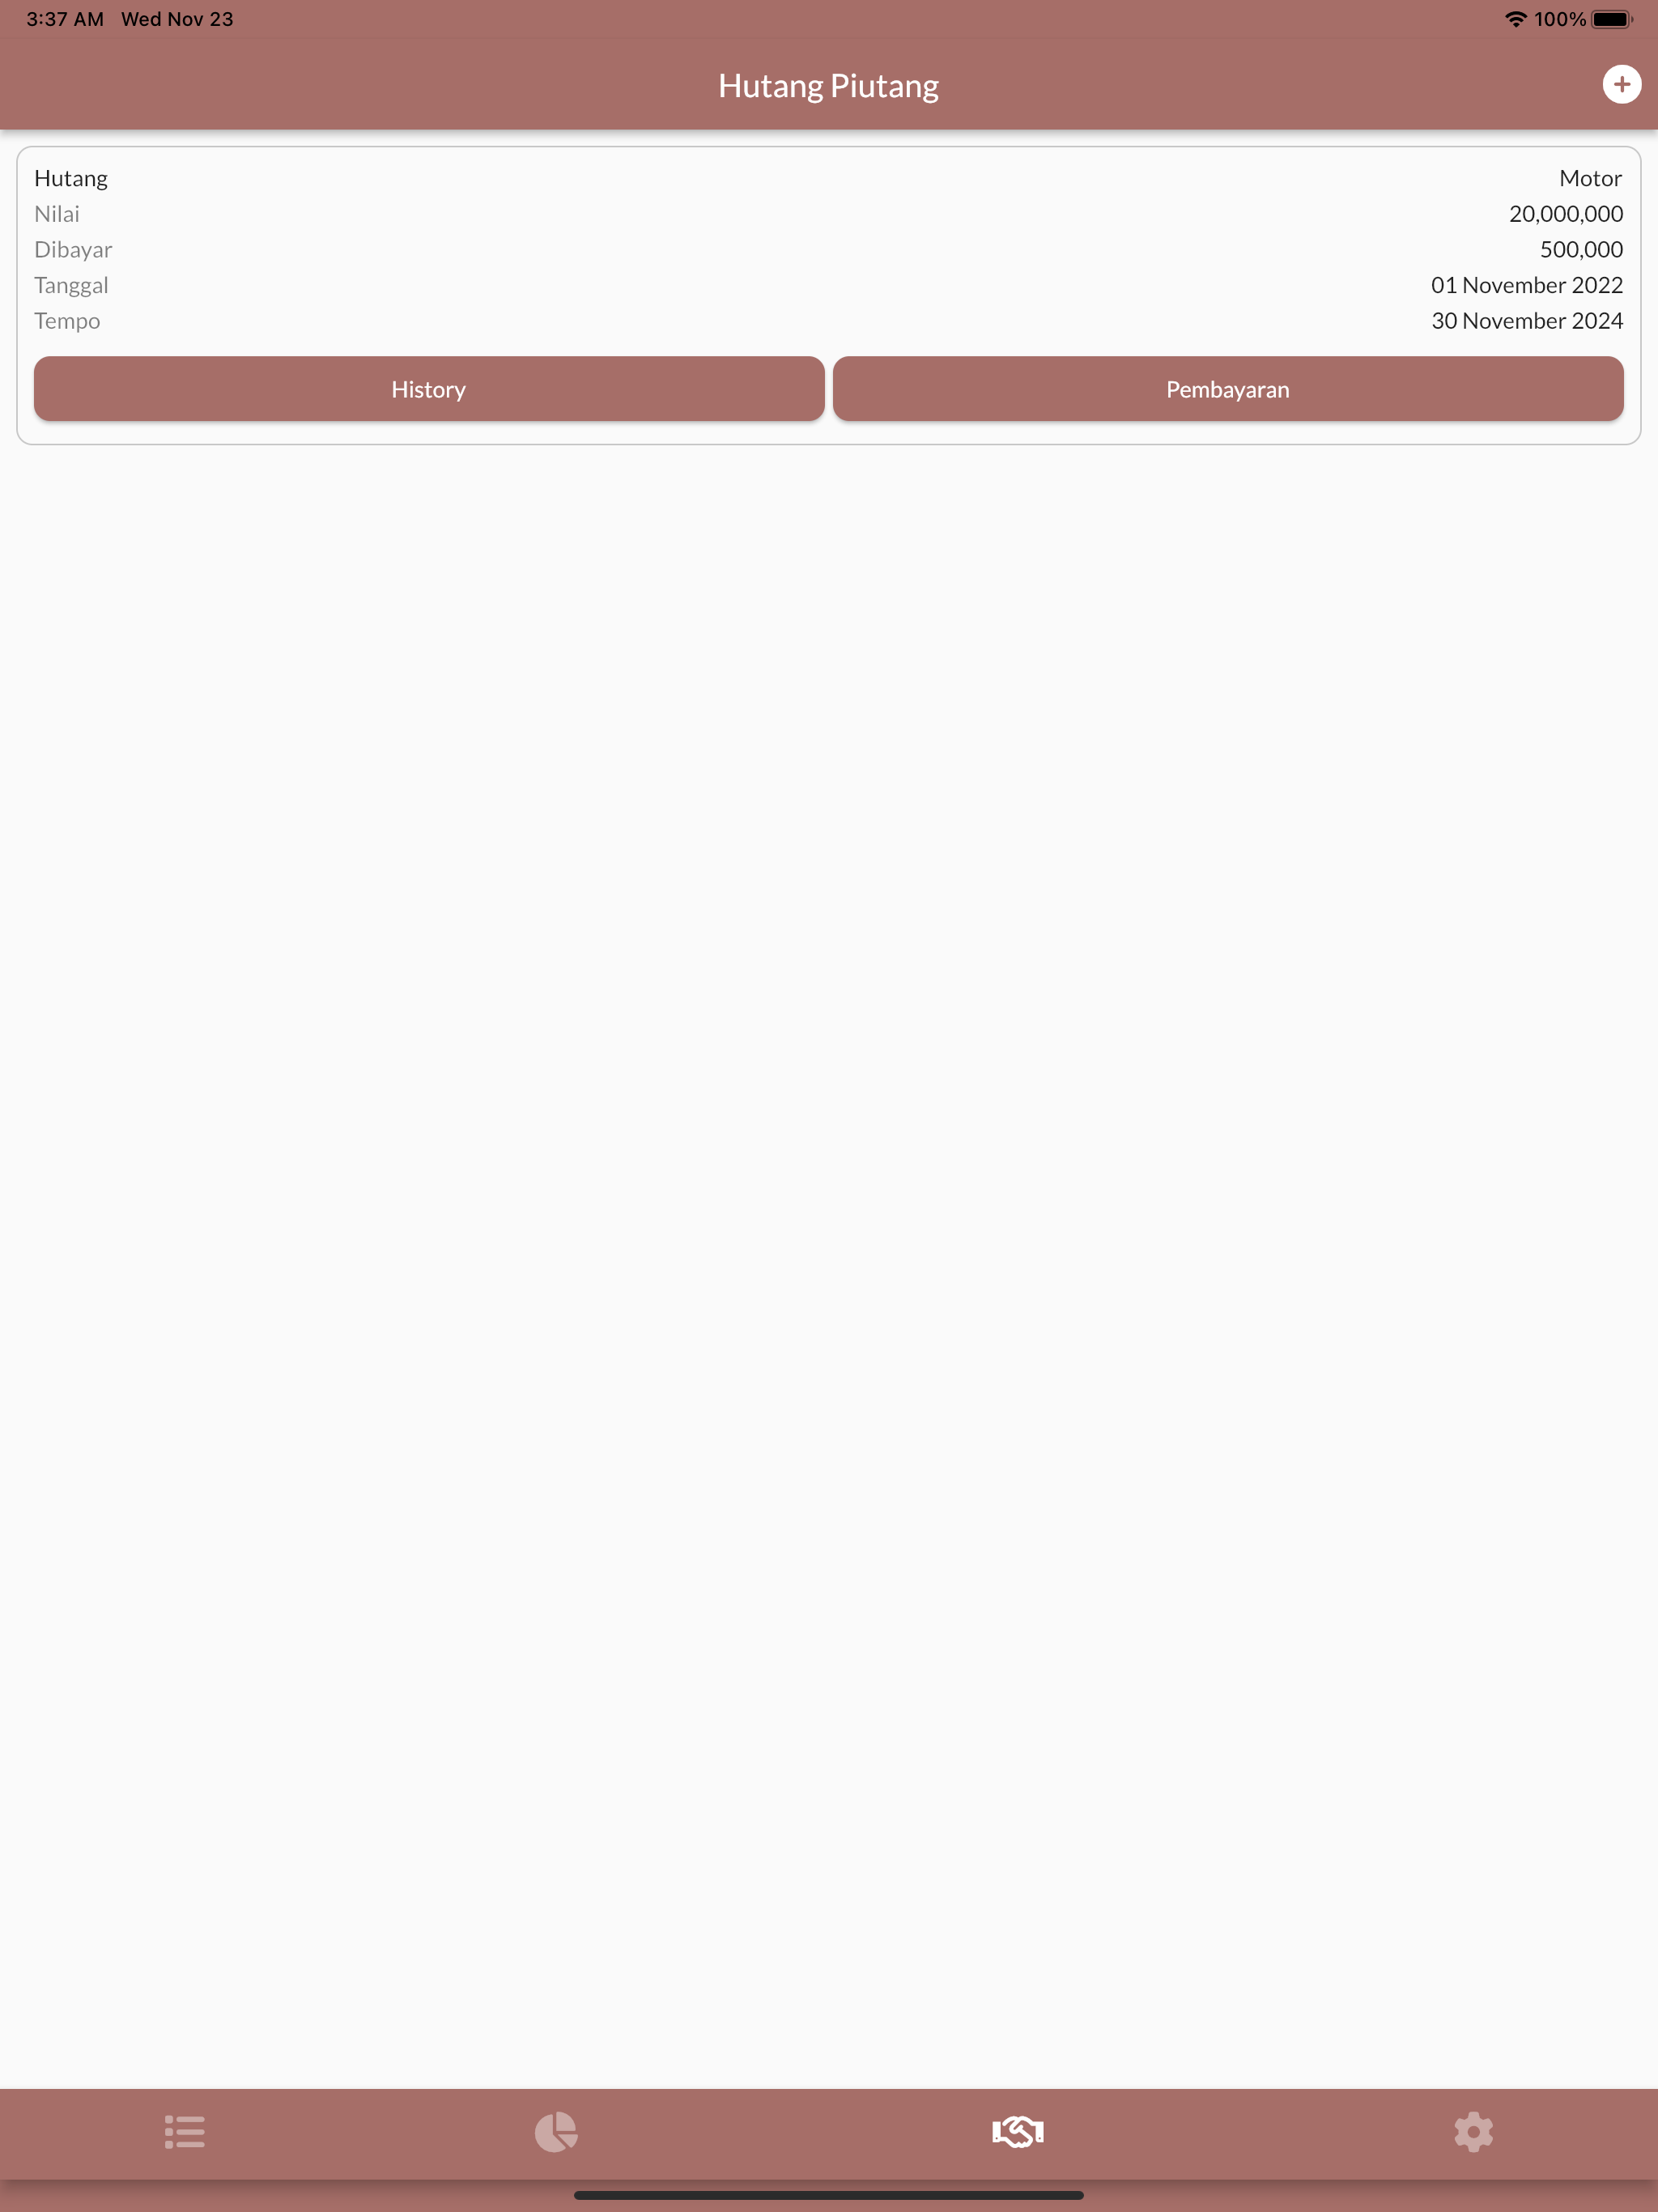 3:37 AM Wed Nov 23 100%
Hutang Piutang
Hutang Motor
Nilai 20,000,000
Dibayar 500,000
Tanggal 01 November 2022
Tempo 30 November 2024
History Pembayaran